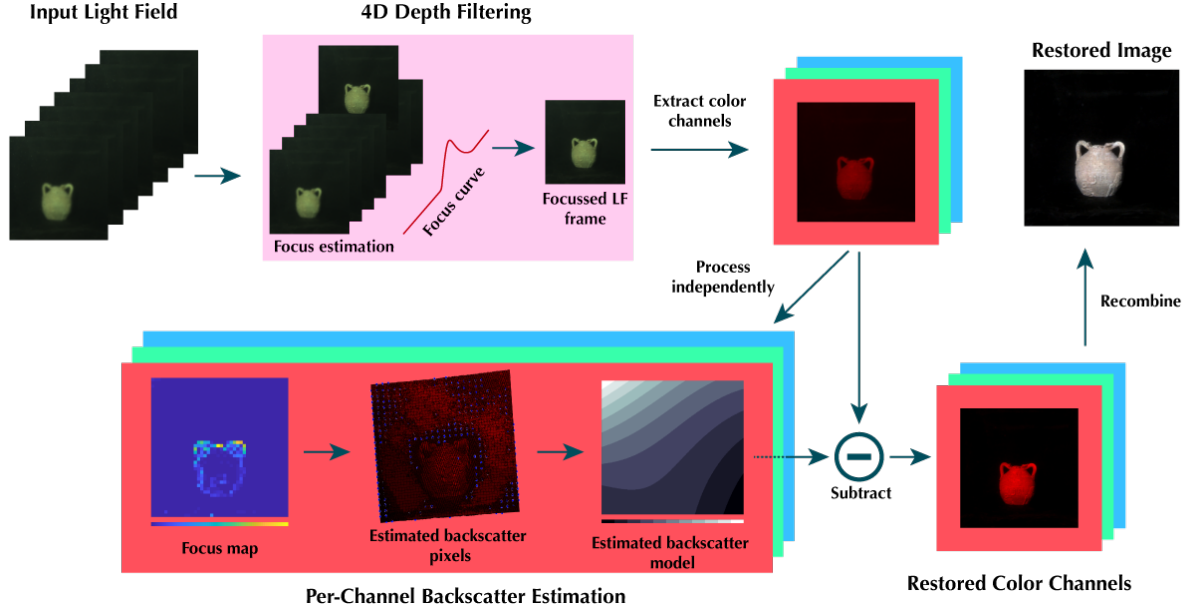 Input Light Field
4D Depth Filtering
Restored Image
Extract color
channels
Focus curve
Focussed LF
frame
Focus estimation
Process
independently
Recombine
Subtract
Focus map
Estimated backscatter
pixels
Estimated backscatter
model
Per-Channel Backscatter Estimation
Restored Color Channels